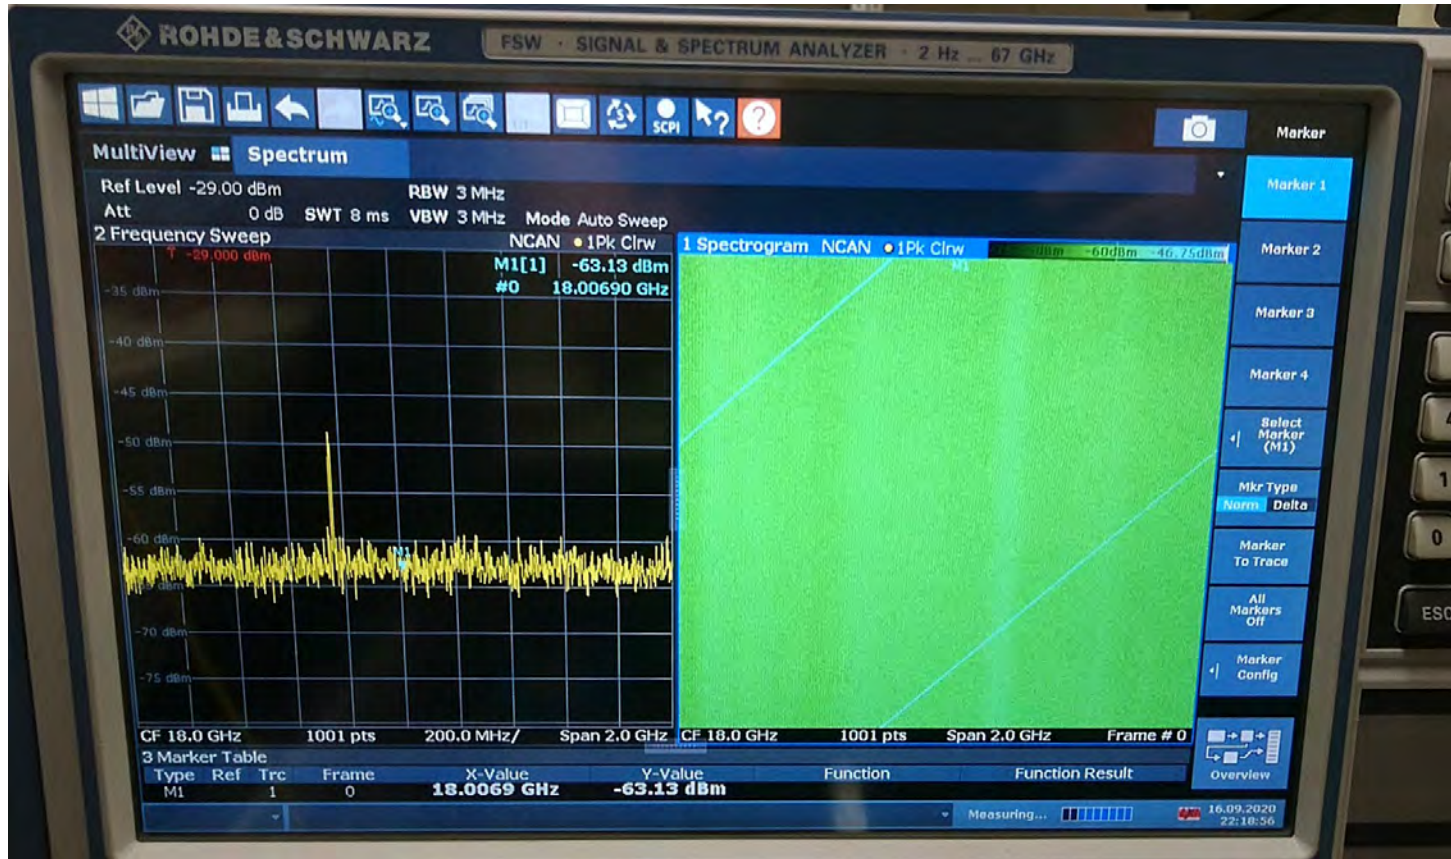 ROHDE&SCHWARZ
FSW · SIGNAL & SPECTRUM ANALYZER · 2 Hz ... 67 GHz
SCPI
?
?
Marker
MultiView Spectrum
Marker 1
Ref Level -29.00 dBm RBW 3 MHz
Att 0 dB SWT 8 ms VBW 3 MHz Mode Auto Sweep
2 Frequency Sweep NCAN 1Pk Clrw
1 Spectrogram NCAN 1Pk Clrw -60dBm -46.75dBm
Marker 2
-29.000 dBm
M1[1] -63.13 dBm
#0 18.00690 GHz
M1
-35 dBm
Marker 3
-40 dBm
Marker 4
-45 dBm
Select Marker (M1)
-50 dBm
-55 dBm
Mkr Type
Norm Delta
1
-60 dBm
M1
Marker To Trace
0
All Markers Off
ESC
-70 dBm
Marker Config
-75 dBm
CF 18.0 GHz 1001 pts 200.0 MHz/ Span 2.0 GHz
CF 18.0 GHz 1001 pts Span 2.0 GHz Frame # 0
3 Marker Table
Type Ref Trc Frame X-Value Y-Value Function Function Result
M1 1 0 18.0069 GHz -63.13 dBm
Overview
Measuring...
16.09.2020
22:18:56